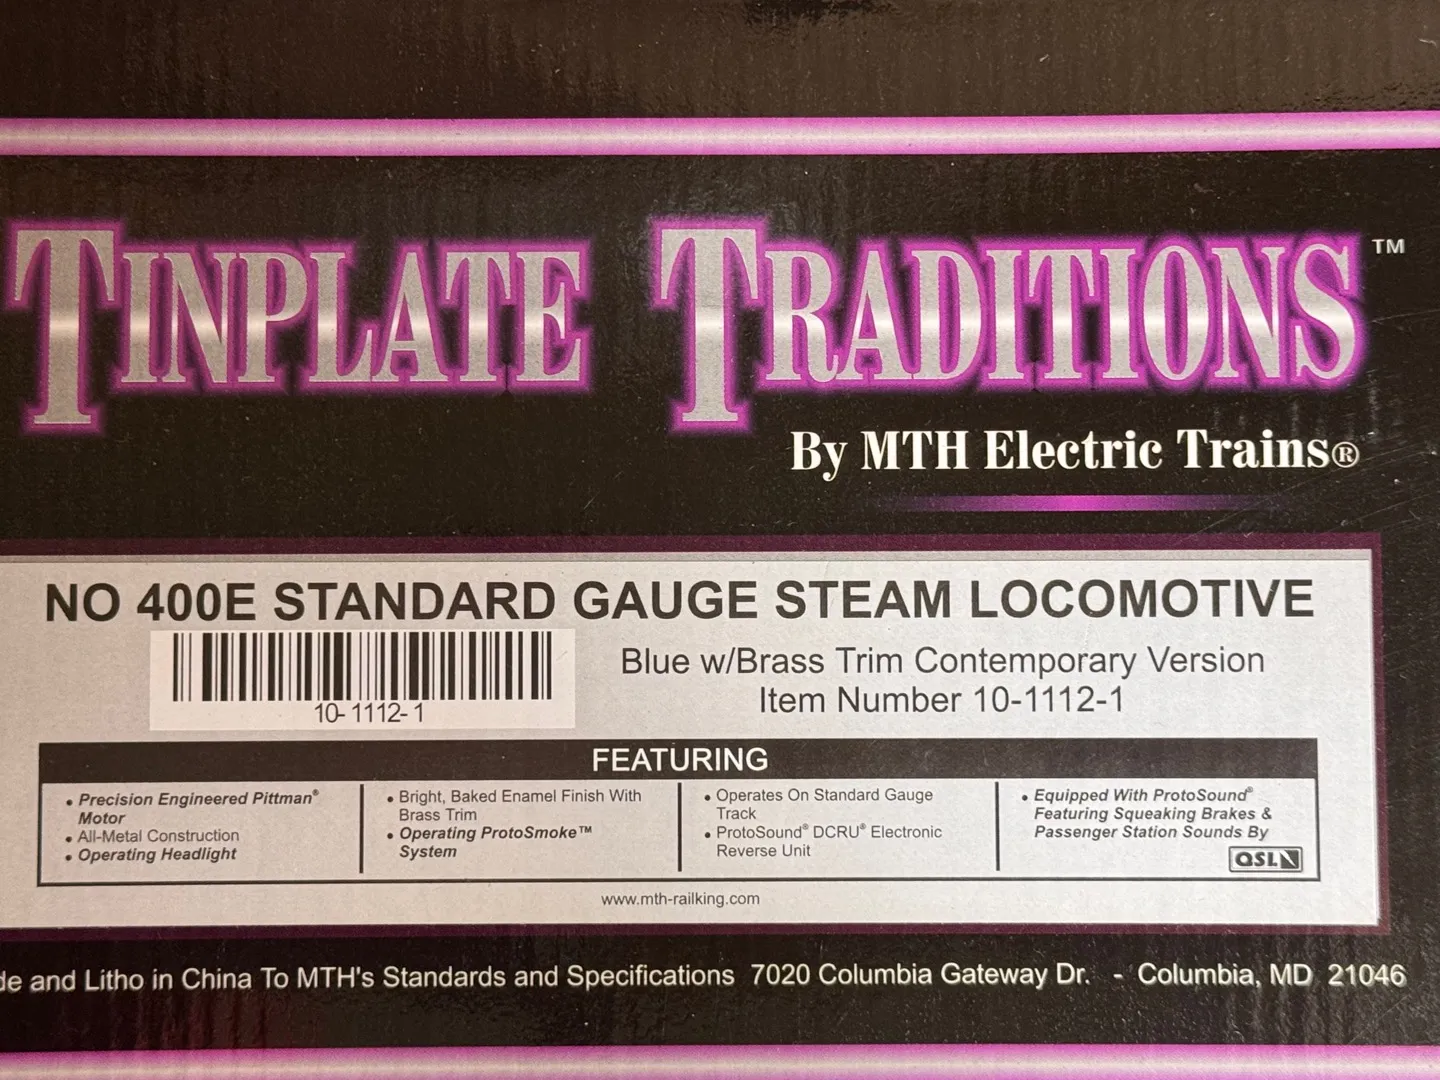 TINPLATE TRADITIONS™
By MTH Electric Trains®
NO 400E STANDARD GAUGE STEAM LOCOMOTIVE
10-1112-1
Blue w/Brass Trim Contemporary Version
Item Number 10-1112-1
FEATURING
• Precision Engineered Pittman®
Motor
• All-Metal Construction
• Operating Headlight
• Bright, Baked Enamel Finish With
Brass Trim
• Operating ProtoSmoke™
System
• Operates On Standard Gauge
Track
• ProtoSound® DCRU® Electronic
Reverse Unit
• Equipped With ProtoSound®
Featuring Squeaking Brakes &
Passenger Station Sounds By
QSI
www.mth-railking.com
de and Litho in China To MTH's Standards and Specifications 7020 Columbia Gateway Dr. - Columbia, MD 21046